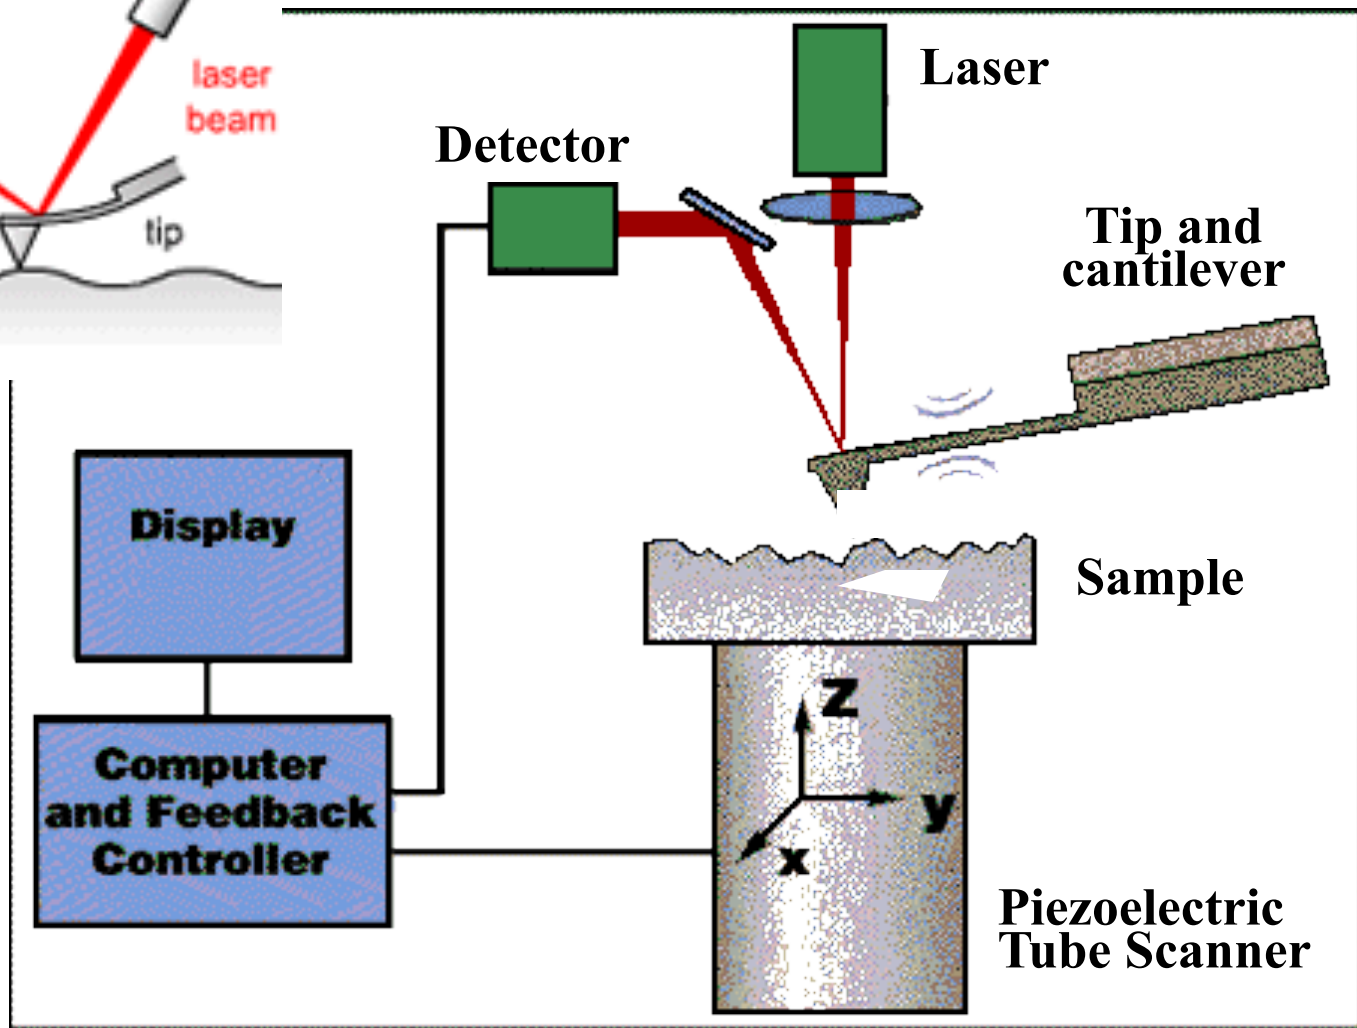 laser
beam
tip
Laser
Detector
Tip and
cantilever
Display
Sample
Z
y
x
Computer
and Feedback
Controller
Piezoelectric
Tube Scanner